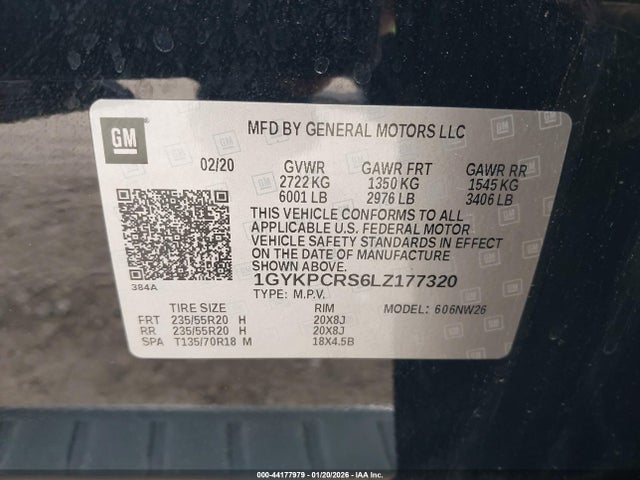 GM
MFD BY GENERAL MOTORS LLC
02/20 GVWR GAWR FRT GAWR RR
2722 KG 1350 KG 1545 KG
6001 LB 2976 LB 3406 LB
THIS VEHICLE CONFORMS TO ALL
APPLICABLE U.S. FEDERAL MOTOR
VEHICLE SAFETY STANDARDS IN
EFFECT ON THE DATE OF MANUFACTURE
SHOWN ABOVE.
384A
1GYKPCRS6LZ177320
TYPE: M.P.V.
TIRE SIZE RIM MODEL: 606NW26
FRT 235/55R20 H 20X8J
RR 235/55R20 H 20X8J
SPA T135/70R18 M 18X4.5B
000-44177979 - 01/20/2026 - IAA Inc.